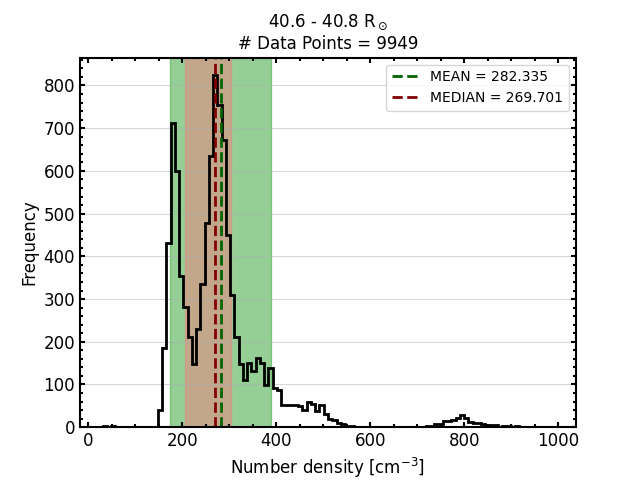 40.6 - 40.8 R⊙
# Data Points = 9949
MEAN = 282.335
MEDIAN = 269.701
Frequency
800
700
600
500
400
300
200
100
0
0 200 400 600 800 1000
Number density [cm⁻³]